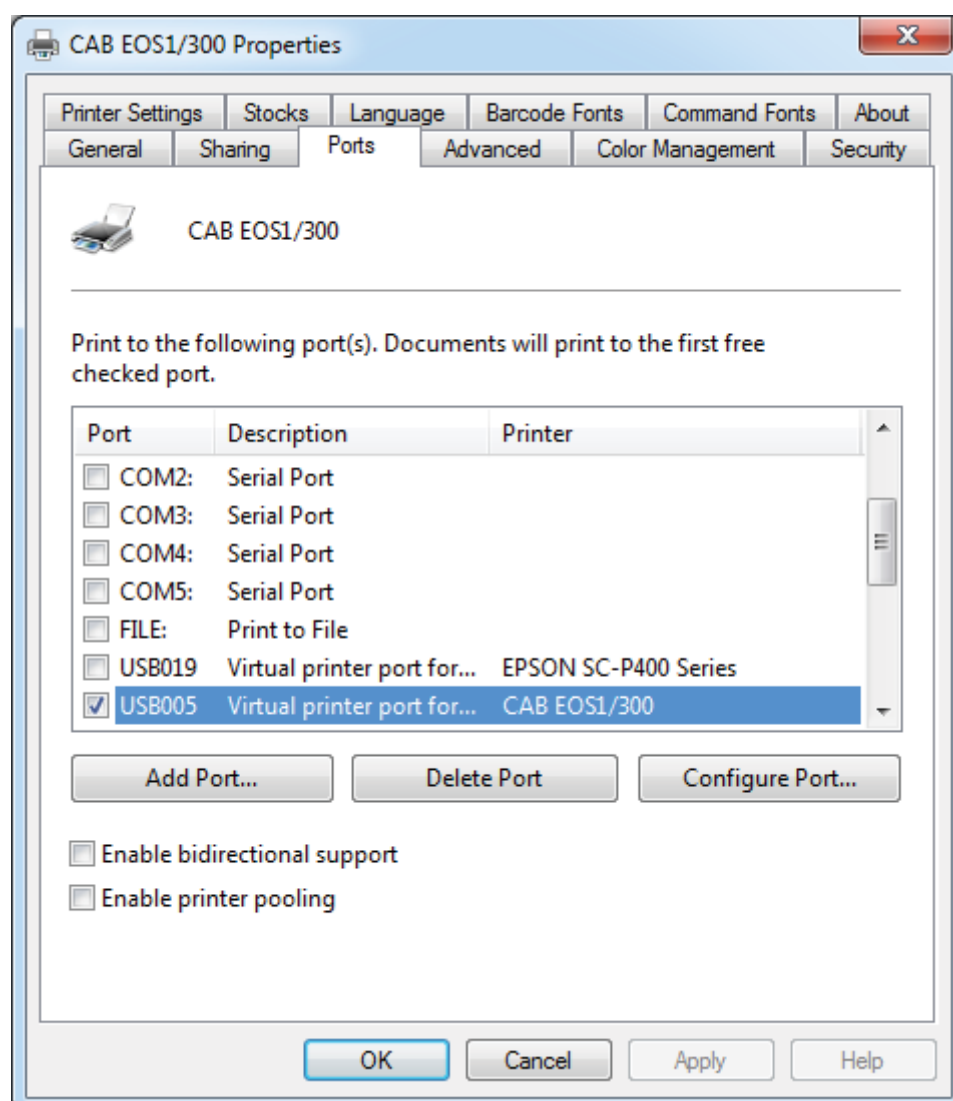 CAB EOS1/300 Properties
Printer Settings Stocks Language Barcode Fonts Command Fonts About
General Sharing Ports Advanced Color Management Security
CAB EOS1/300
Print to the following port(s). Documents will print to the first free
checked port.
Port Description Printer
COM2: Serial Port
COM3: Serial Port
COM4: Serial Port
COM5: Serial Port
FILE: Print to File
USB019 Virtual printer port for... EPSON SC-P400 Series
USB005 Virtual printer port for... CAB EOS1/300
Add Port... Delete Port Configure Port...
Enable bidirectional support
Enable printer pooling
OK Cancel Apply Help